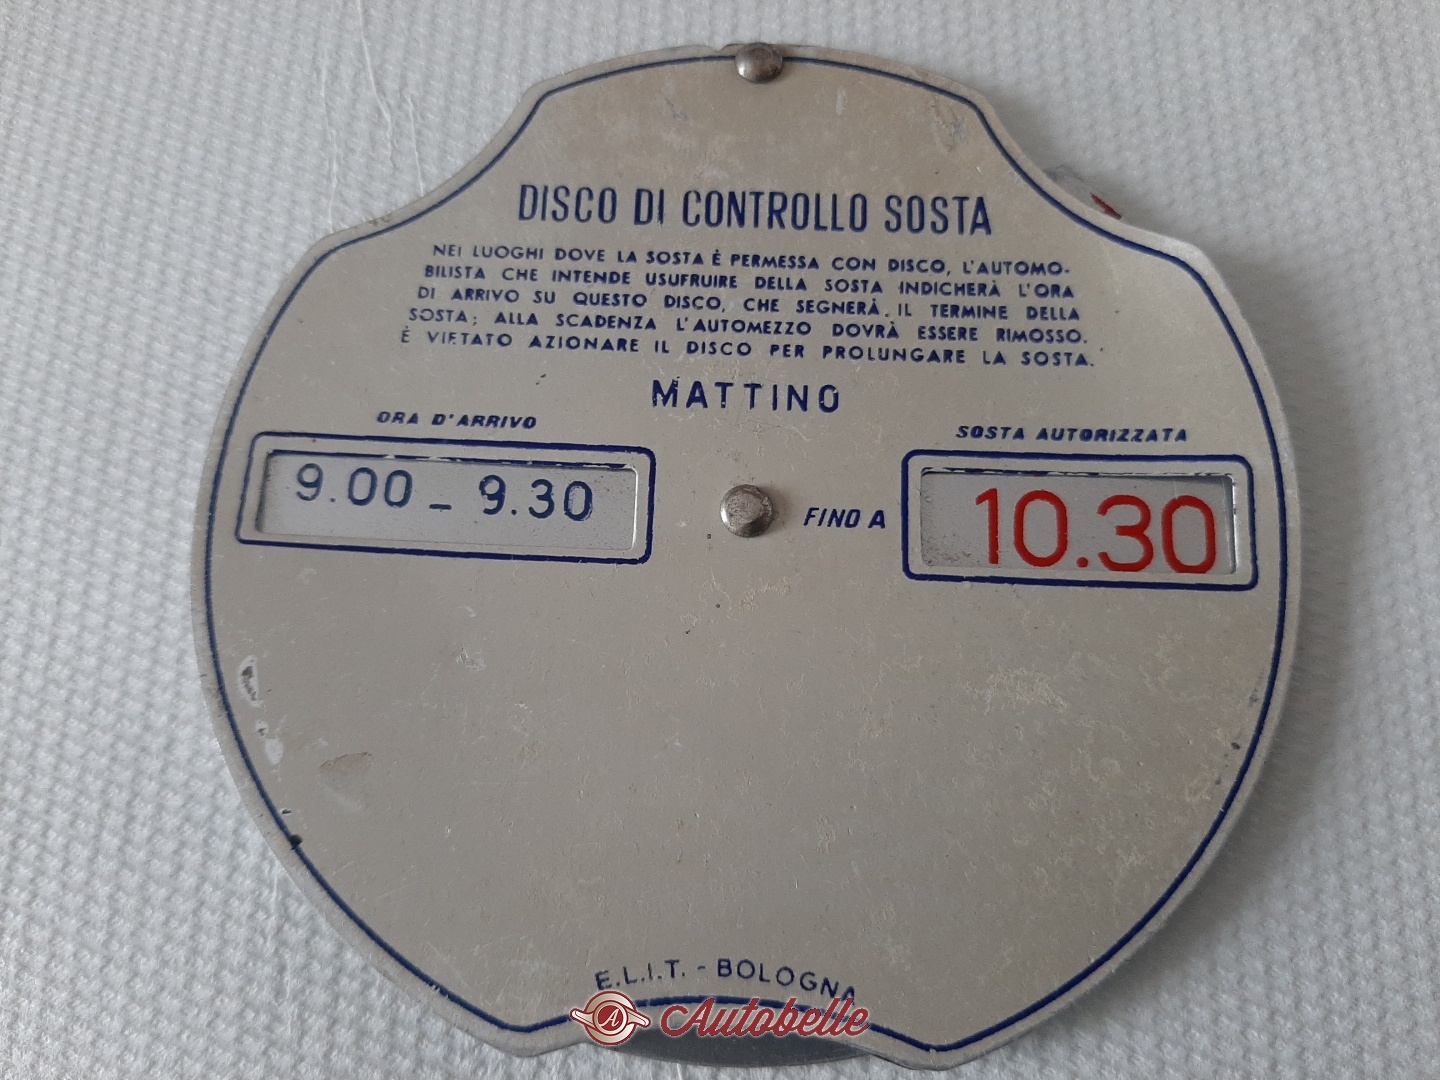 DISCO DI CONTROLLO SOSTA
NEI LUOGHI DOVE LA SOSTA È PERMESSA CON DISCO, L'AUTOMO-
BILISTA CHE INTENDE USUFRUIRE DELLA SOSTA INDICHERÀ L'ORA
DI ARRIVO SU QUESTO DISCO, CHE SEGNERÀ IL TERMINE DELLA
SOSTA; ALLA SCADENZA L'AUTOMEZZO DOVRÀ ESSERE RIMOSSO.
È VIETATO AZIONARE IL DISCO PER PROLUNGARE LA SOSTA.
MATTINO
ORA D'ARRIVO
SOSTA AUTORIZZATA
9.00 - 9.30
FINO A
10.30
E.L.I.T. - BOLOGNA
A Autobelle